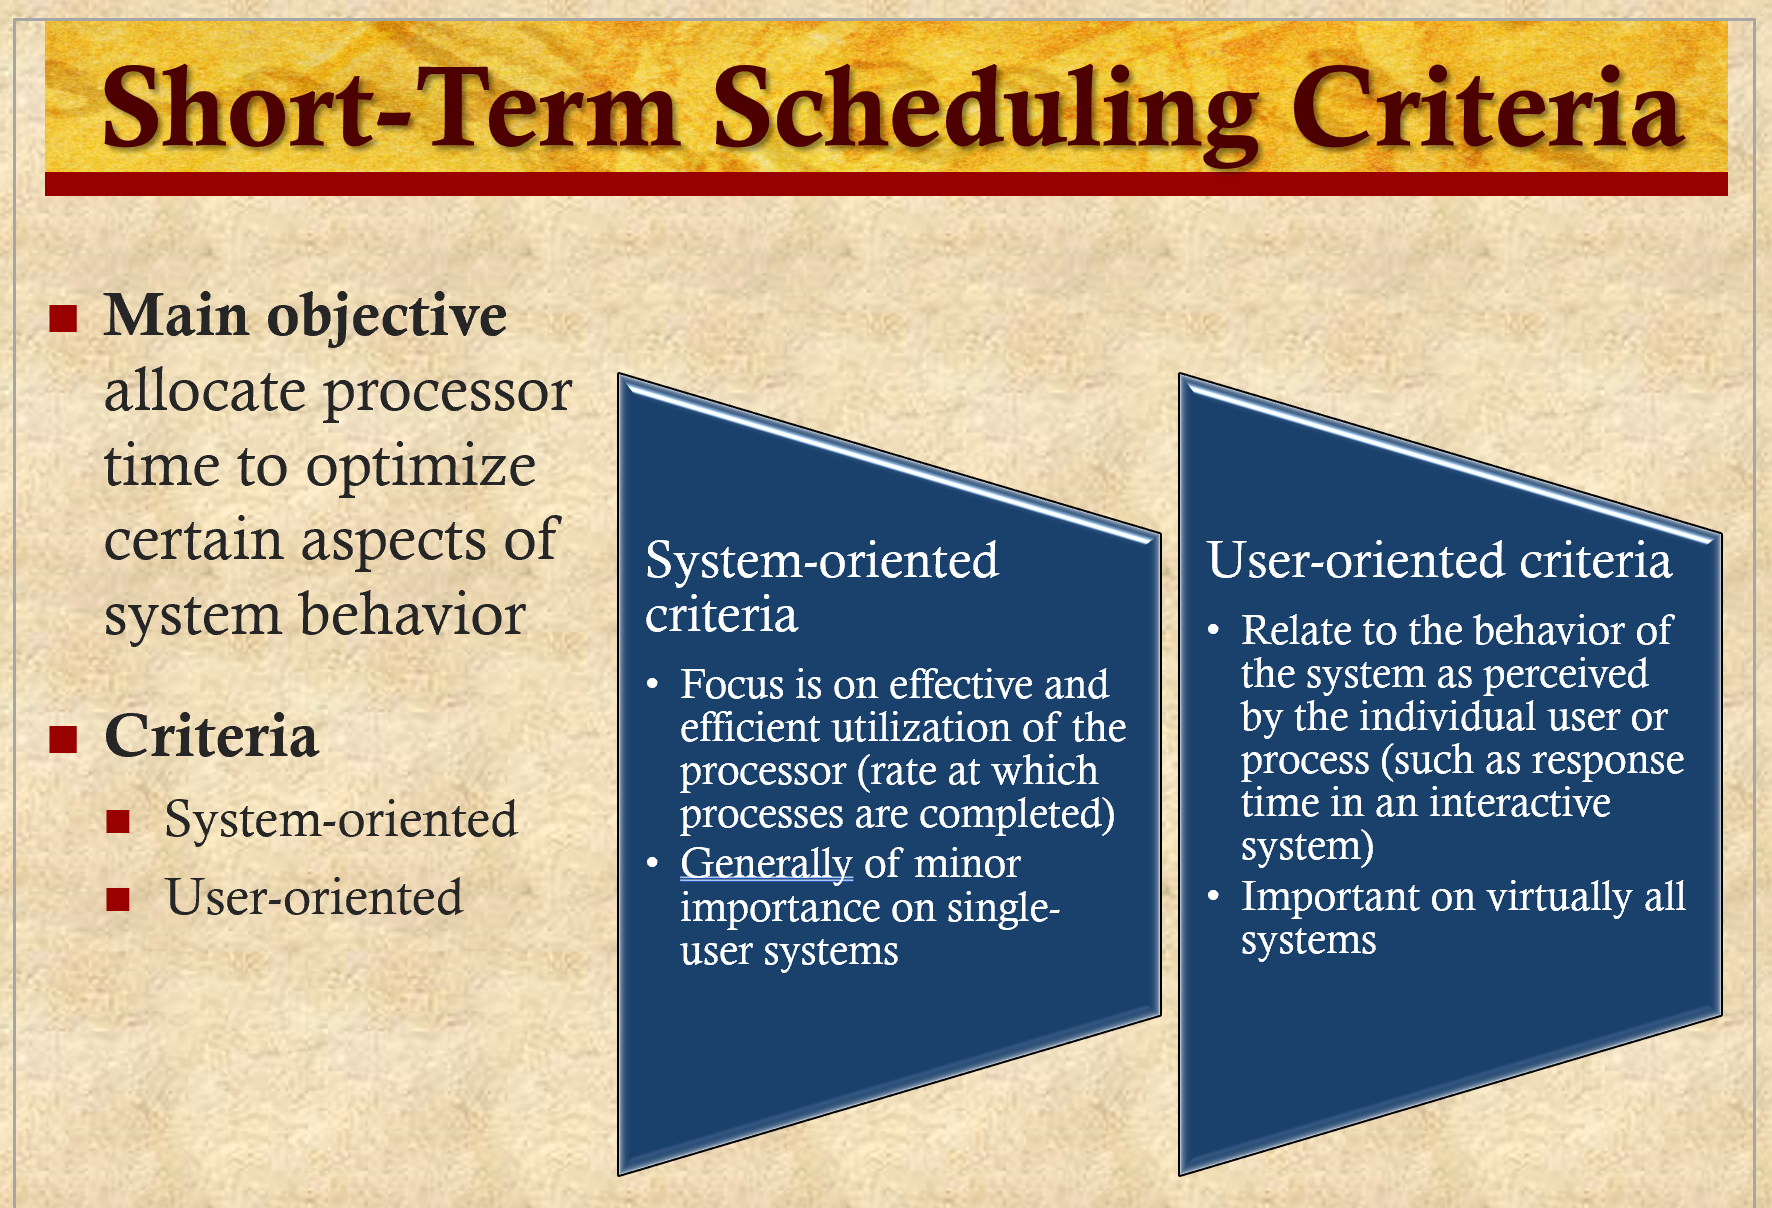 Short-Term Scheduling Criteria
■ Main objective
allocate processor
time to optimize
certain aspects of
system behavior
■ Criteria
■ System-oriented
■ User-oriented
System-oriented
criteria
• Focus is on effective and
efficient utilization of the
processor (rate at which
processes are completed)
• Generally of minor
importance on single-
user systems
User-oriented criteria
• Relate to the behavior of
the system as perceived
by the individual user or
process (such as response
time in an interactive
system)
• Important on virtually all
systems